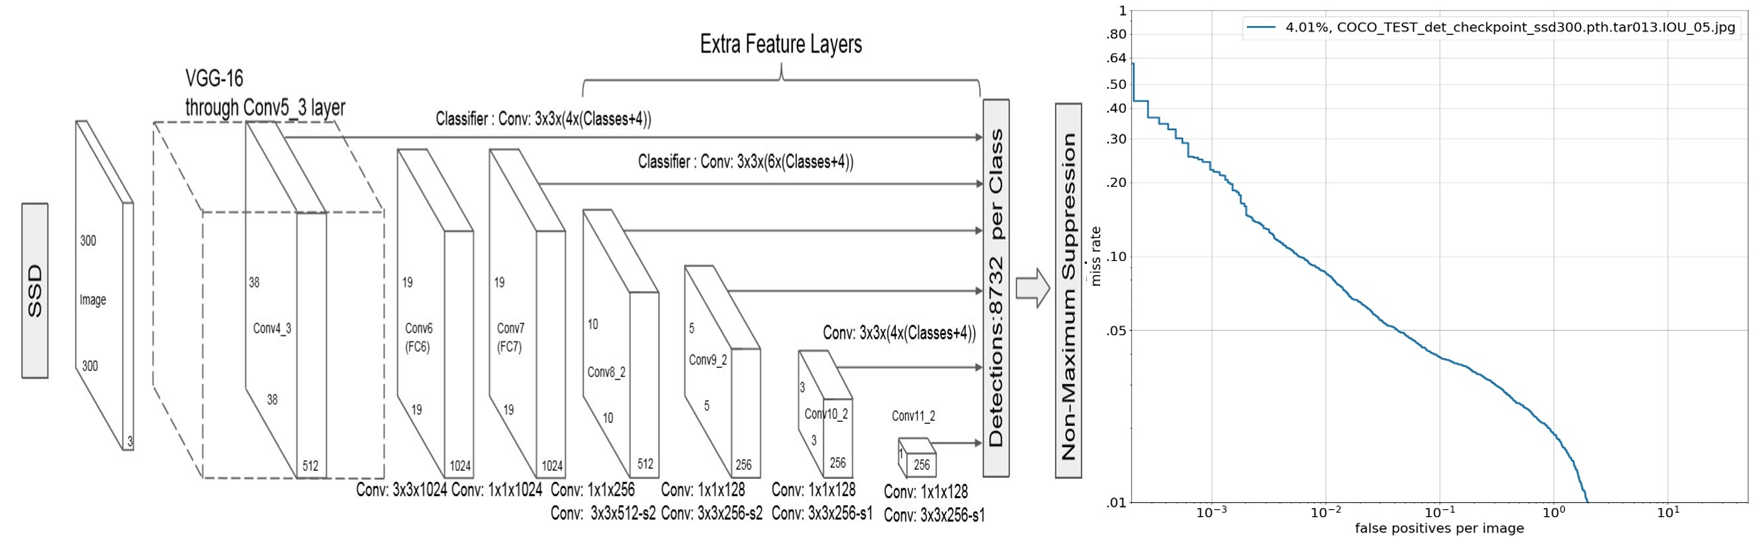 Extra Feature Layers
VGG-16
through Conv5_3 layer
Classifier : Conv: 3x3x(4x(Classes+4))
Classifier : Conv: 3x3x(6x(Classes+4))
Conv: 3x3x(4x(Classes+4))
SSD
300
Image
300
3
38
Conv4_3
38
512
19
Conv6
(FC6)
19
1024
19
Conv7
(FC7)
19
1024
10
Conv8_2
10
512
5
Conv9_2
5
256
3
Conv10_2
3
256
Conv11_2
1
256
Conv: 3x3x1024
Conv: 1x1x1024
Conv: 1x1x256
Conv: 3x3x512-s2
Conv: 1x1x128
Conv: 3x3x256-s2
Conv: 1x1x128
Conv: 3x3x256-s1
Conv: 1x1x128
Conv: 3x3x256-s1
Detections:8732 per Class
Non-Maximum Suppression
4.01%, COCO_TEST_det_checkpoint_ssd300.pth.tar013.IOU_05.jpg
miss rate
1
.80
.64
.50
.40
.30
.20
.10
.05
.01
10⁻³
10⁻²
10⁻¹
10⁰
10¹
false positives per image